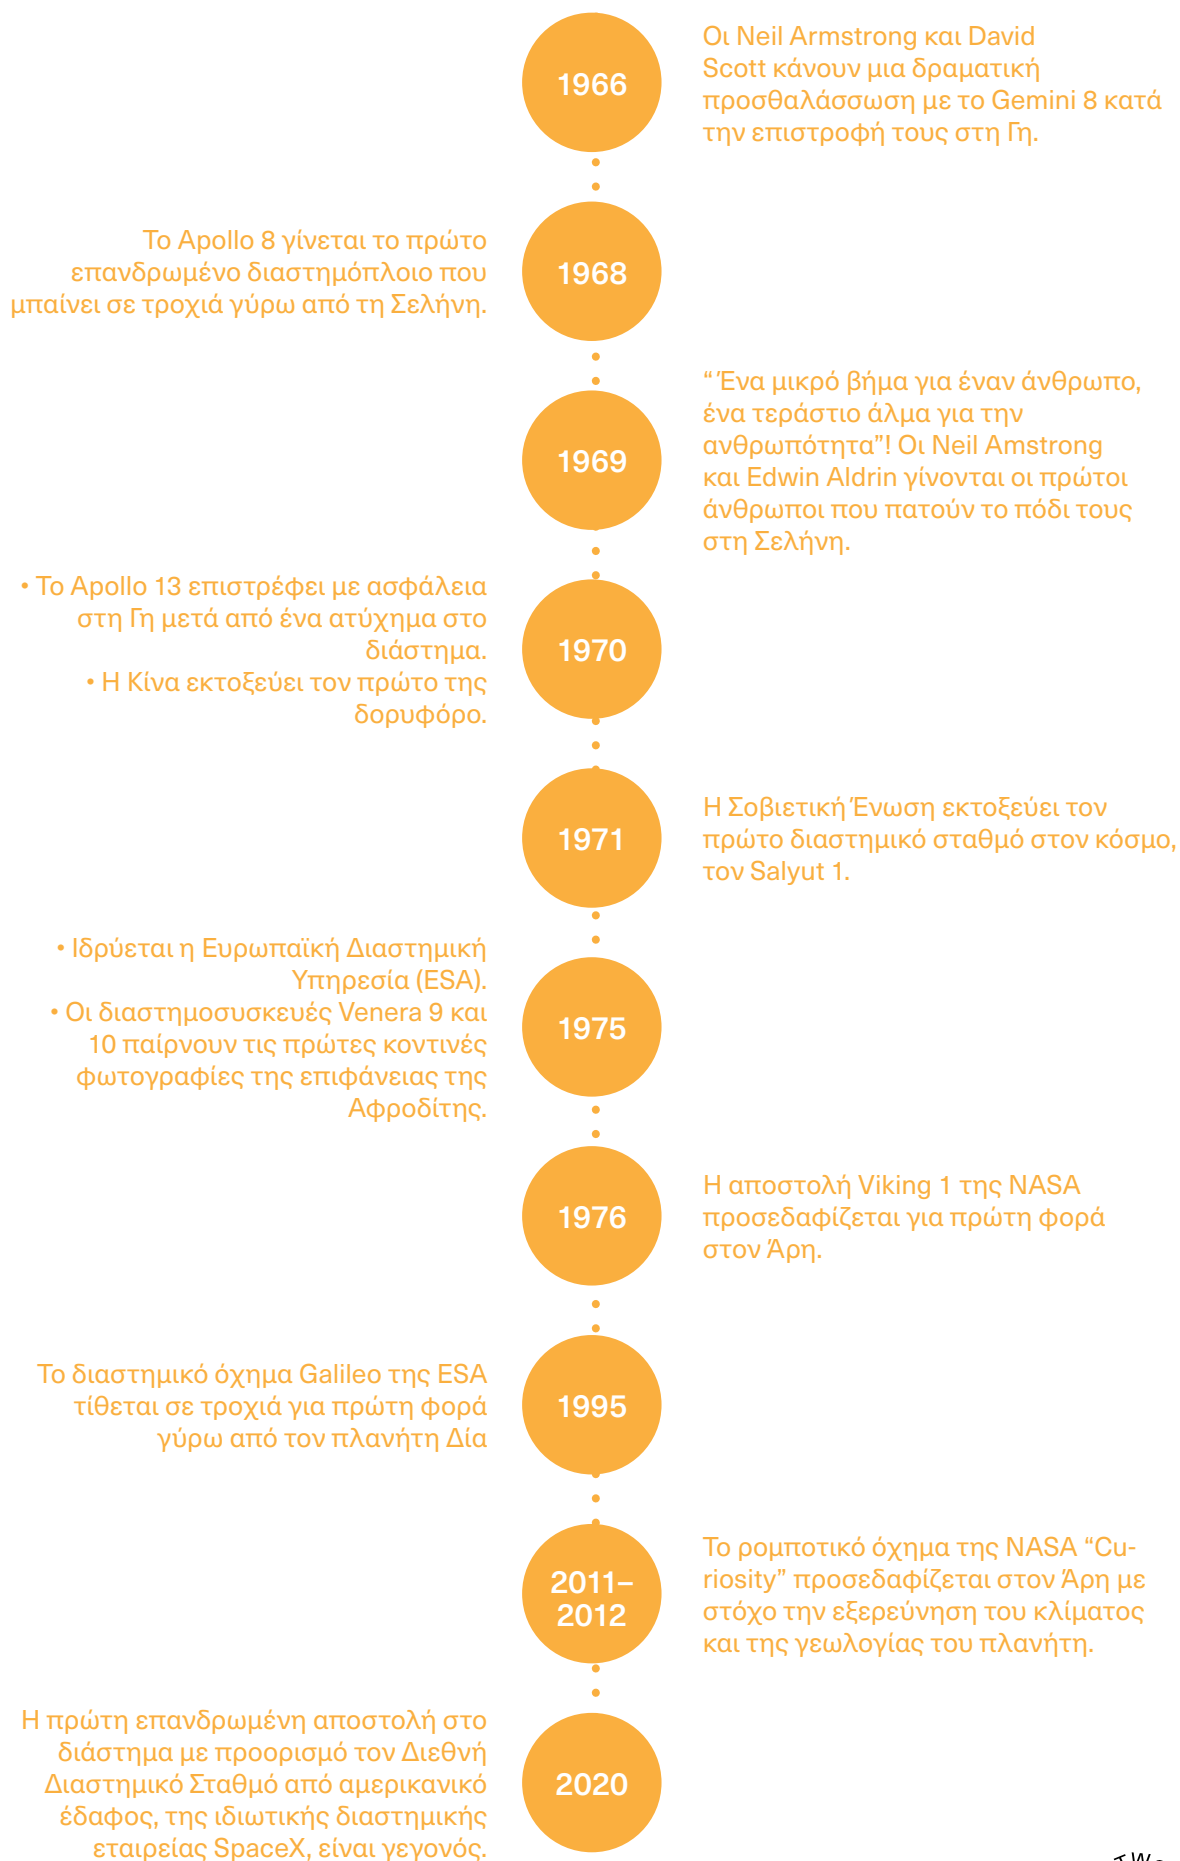 1966
Οι Neil Armstrong και David
Scott κάνουν μια δραματική
προσθαλάσσωση με το Gemini 8 κατά
την επιστροφή τους στη Γη.
Το Apollo 8 γίνεται το πρώτο
επανδρωμένο διαστημόπλοιο που
μπαίνει σε τροχιά γύρω από τη Σελήνη.
1968
1969
“Ένα μικρό βήμα για έναν άνθρωπο,
ένα τεράστιο άλμα για την
ανθρωπότητα”! Οι Neil Amstrong
και Edwin Aldrin γίνονται οι πρώτοι
άνθρωποι που πατούν το πόδι τους
στη Σελήνη.
• Το Apollo 13 επιστρέφει με ασφάλεια
στη Γη μετά από ένα ατύχημα στο
διάστημα.
• Η Κίνα εκτοξεύει τον πρώτο της
δορυφόρο.
1970
1971
Η Σοβιετική Ένωση εκτοξεύει τον
πρώτο διαστημικό σταθμό στον κόσμο,
τον Salyut 1.
• Ιδρύεται η Ευρωπαϊκή Διαστημική
Υπηρεσία (ESA).
• Οι διαστημοσυσκευές Venera 9 και
10 παίρνουν τις πρώτες κοντινές
φωτογραφίες της επιφάνειας της
Αφροδίτης.
1975
1976
Η αποστολή Viking 1 της NASA
προσεδαφίζεται για πρώτη φορά
στον Άρη.
Το διαστημικό όχημα Galileo της ESA
τίθεται σε τροχιά για πρώτη φορά
γύρω από τον πλανήτη Δία
1995
2011–
2012
Το ρομποτικό όχημα της NASA “Cu-
riosity” προσεδαφίζεται στον Άρη με
στόχο την εξερεύνηση του κλίματος
και της γεωλογίας του πλανήτη.
Η πρώτη επανδρωμένη αποστολή στο
διάστημα με προορισμό τον Διεθνή
Διαστημικό Σταθμό από αμερικανικό
έδαφος, της ιδιωτικής διαστημικής
εταιρείας SpaceX, είναι γεγονός.
2020